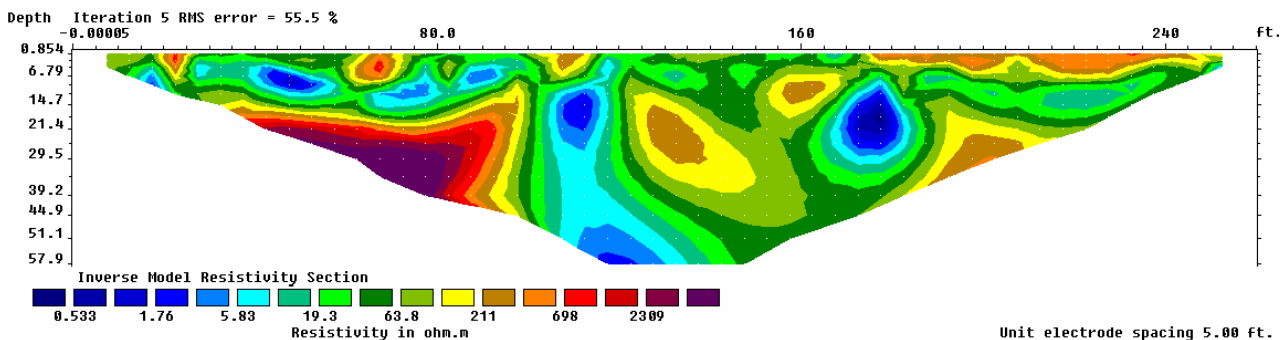 Depth Iteration 5 RMS error = 55.5 %
-0.00005 80.0 160 240 ft.
0.854
6.79
14.7
21.4
29.5
39.2
44.9
51.1
57.9
Inverse Model Resistivity Section
0.533 1.76 5.83 19.3 63.8 211 698 2309
Resistivity in ohm.m
Unit electrode spacing 5.00 ft.